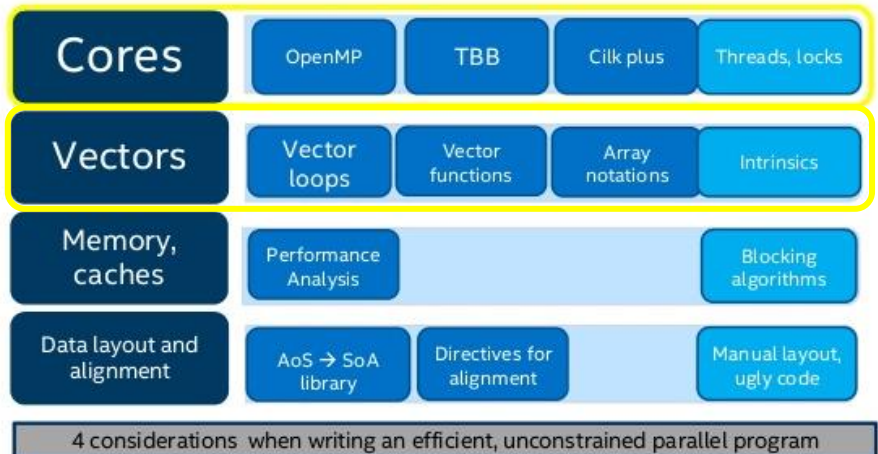 Cores
OpenMP
TBB
Cilk plus
Threads, locks
Vectors
Vector
loops
Vector
functions
Array
notations
Intrinsics
Memory,
caches
Performance
Analysis
Blocking
algorithms
Data layout and
alignment
AoS → SoA
library
Directives for
alignment
Manual layout,
ugly code
4 considerations when writing an efficient, unconstrained parallel program